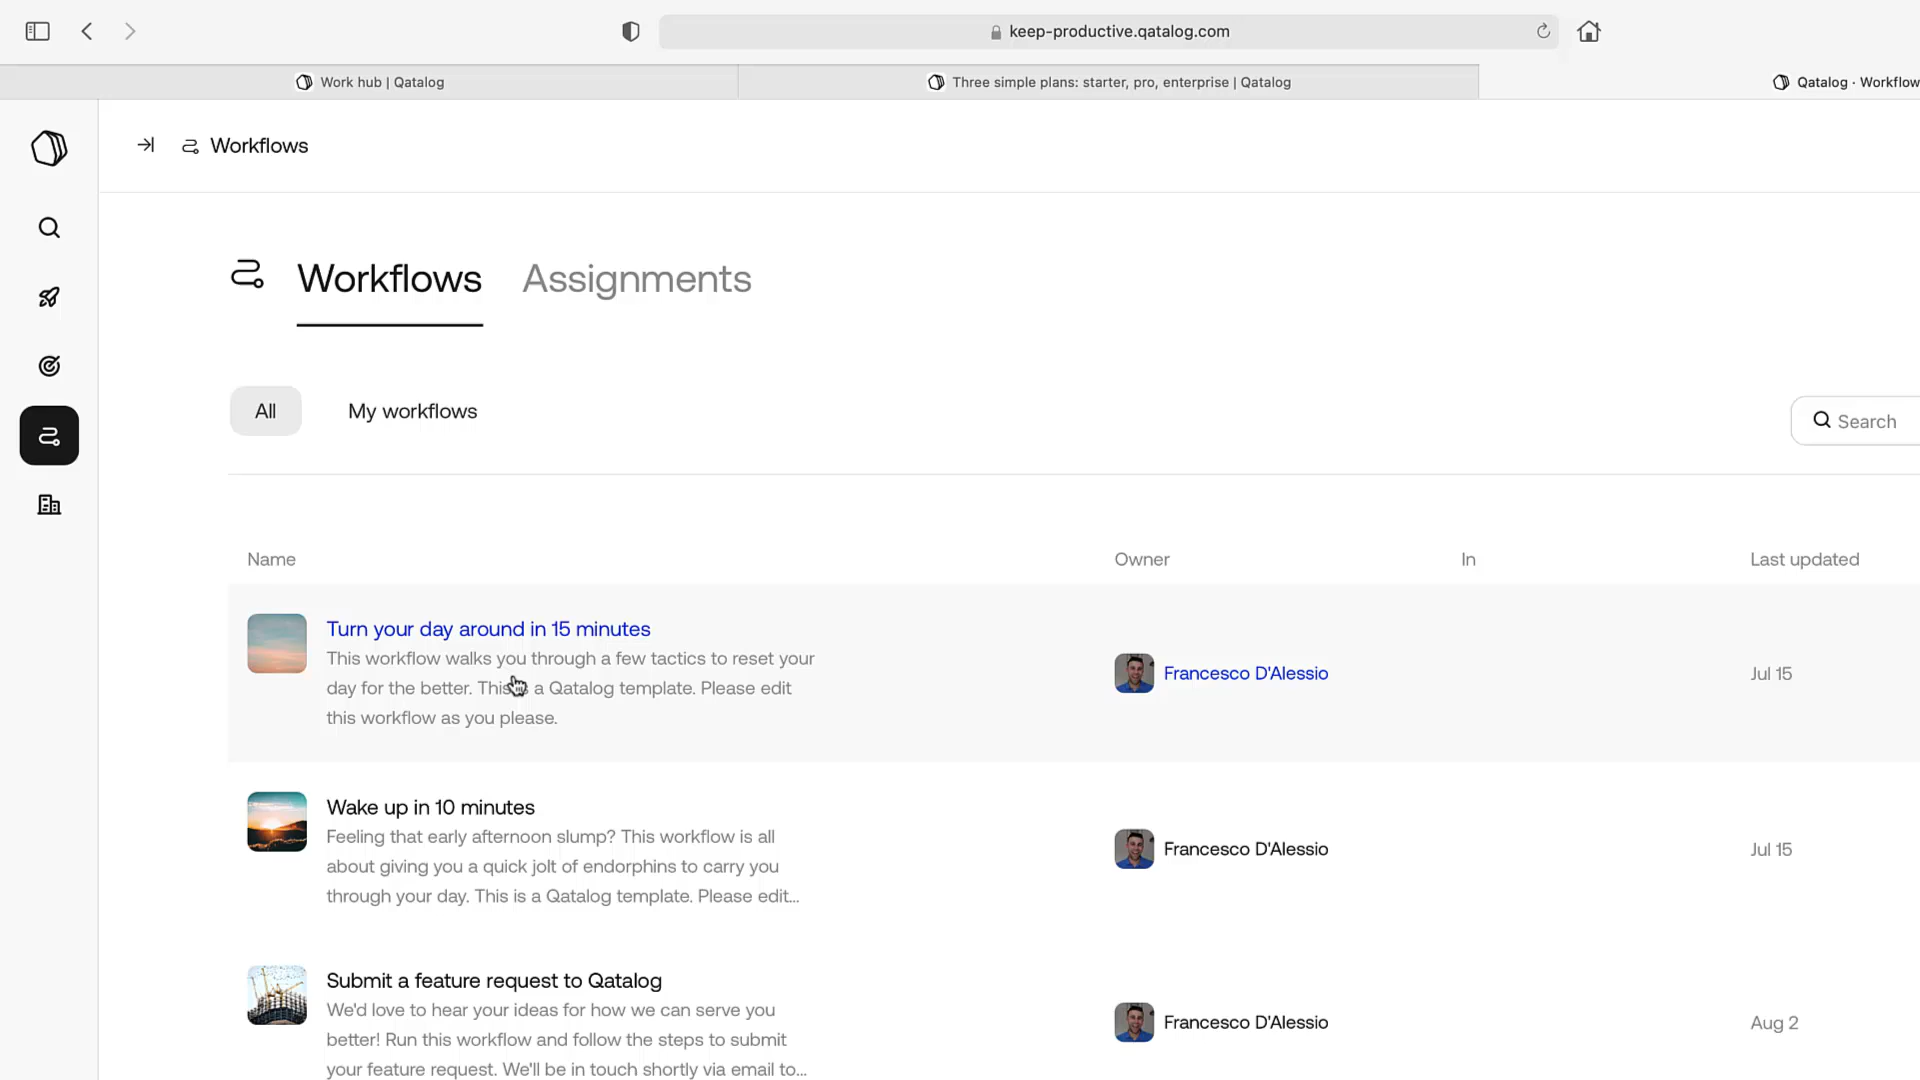 keep-productive.qatalog.com
Work hub | Qatalog
Three simple plans: starter, pro, enterprise | Qatalog
Qatalog · Workflow
Workflows
Workflows
Assignments
All
My workflows
Search
Name
Owner
In
Last updated
Turn your day around in 15 minutes
This workflow walks you through a few tactics to reset your
day for the better. This is a Qatalog template. Please edit
this workflow as you please.
Francesco D'Alessio
Jul 15
Wake up in 10 minutes
Feeling that early afternoon slump? This workflow is all
about giving you a quick jolt of endorphins to carry you
through your day. This is a Qatalog template. Please edit...
Francesco D'Alessio
Jul 15
Submit a feature request to Qatalog
We'd love to hear your ideas for how we can serve you
better! Run this workflow and follow the steps to submit
your feature request. We'll be in touch shortly via email to...
Francesco D'Alessio
Aug 2